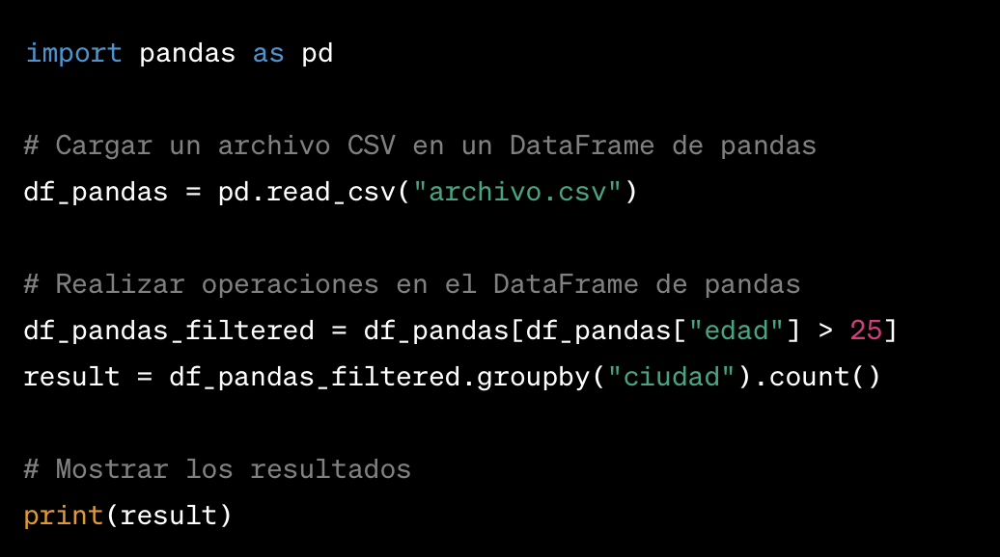 import pandas as pd
# Cargar un archivo CSV en un DataFrame de pandas
df_pandas = pd.read_csv("archivo.csv")
# Realizar operaciones en el DataFrame de pandas
df_pandas_filtered = df_pandas[df_pandas["edad"] > 25]
result = df_pandas_filtered.groupby("ciudad").count()
# Mostrar los resultados
print(result)